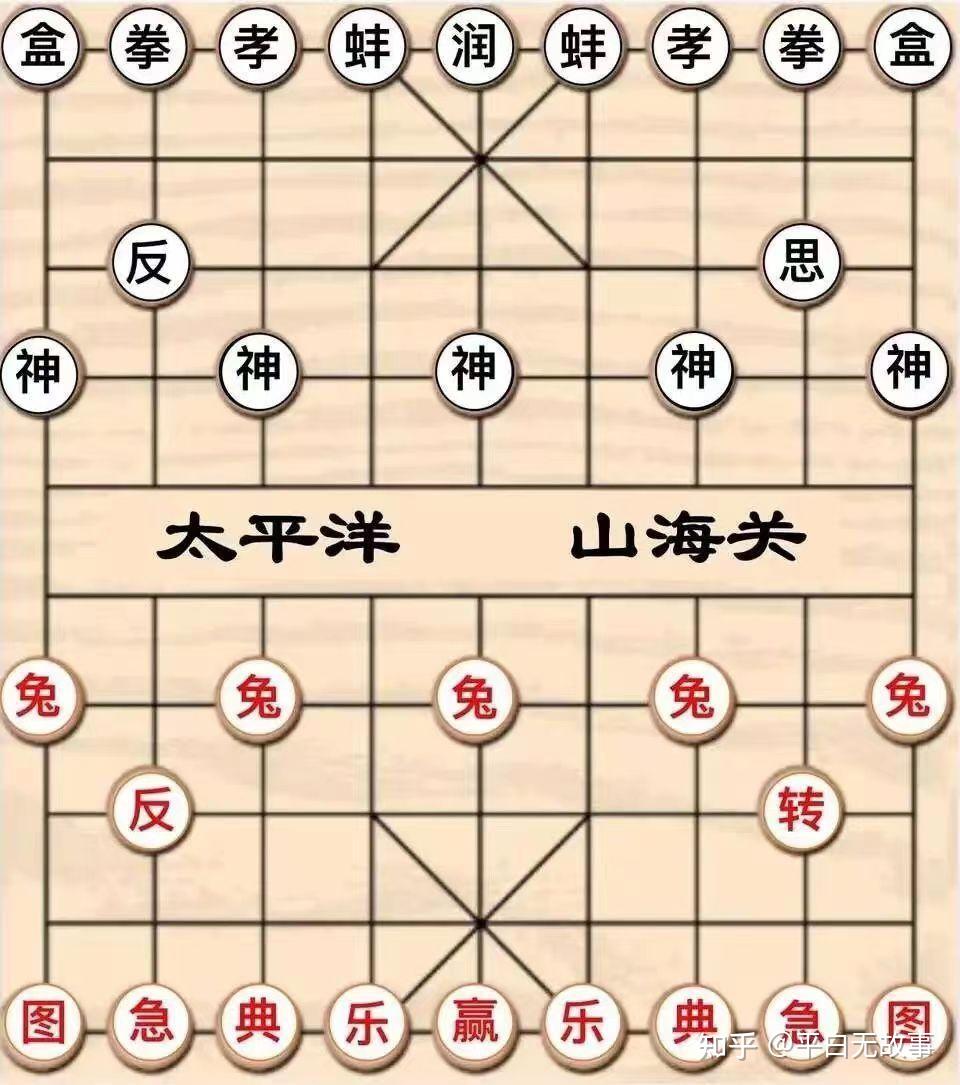 盒 拳 孝 蚌 润 蚌 孝 拳 盒
反 思
神 神 神 神 神
太平洋 山海关
兔 兔 兔 兔 兔
反 转
图 急 典 乐 赢 乐 典 急 图
知乎 @平日无故事